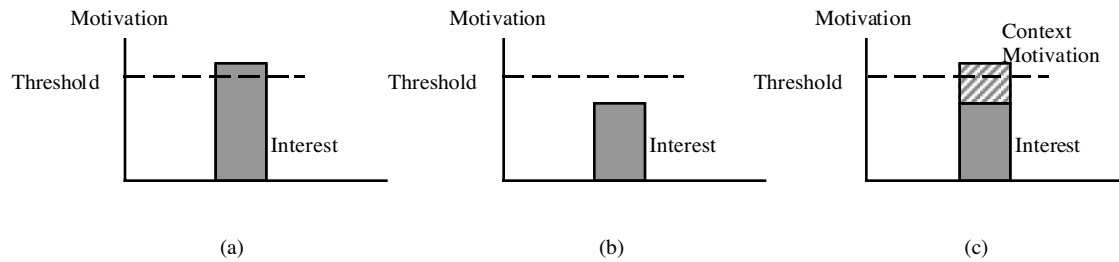 Motivation
Threshold
Interest
(a)
Motivation
Threshold
Interest
(b)
Motivation
Context
Motivation
Threshold
Interest
(c)